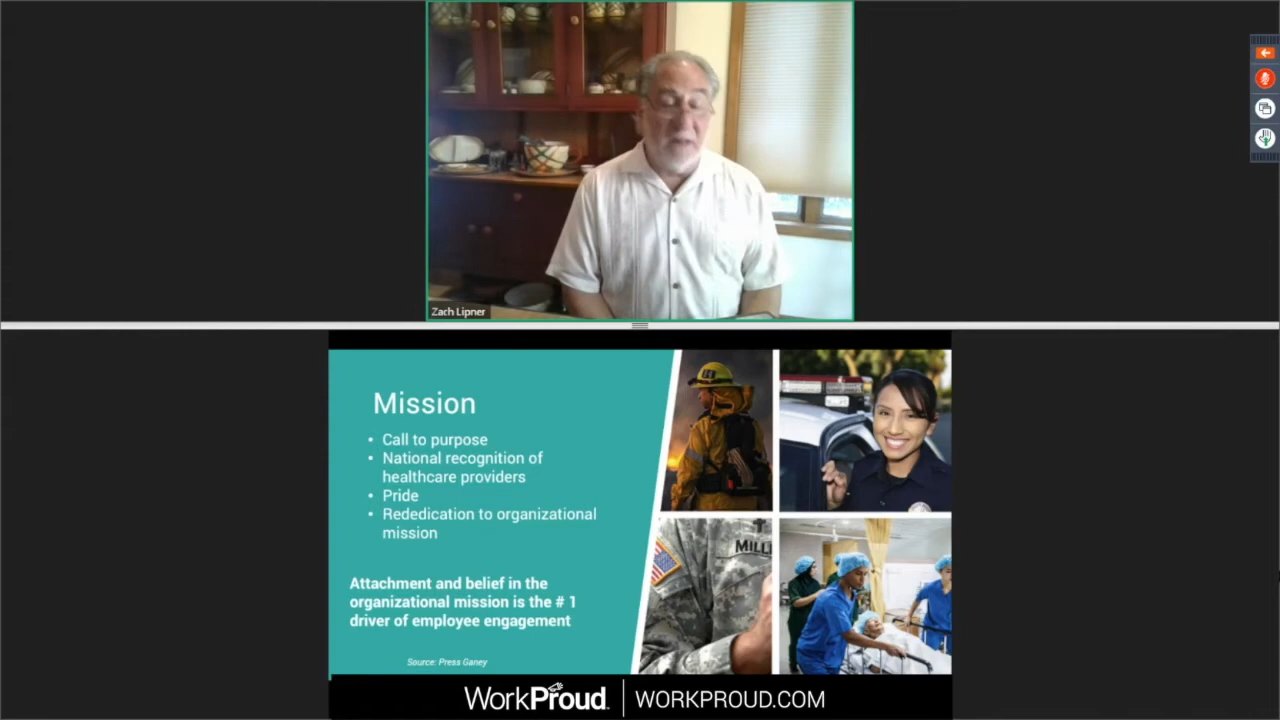 Zach Lipner
Mission
• Call to purpose
• National recognition of
healthcare providers
• Pride
• Rededication to organizational
mission
Attachment and belief in the
organizational mission is the # 1
driver of employee engagement
Source: Press Ganey
MILL
WorkProud
WORKPROUD.COM